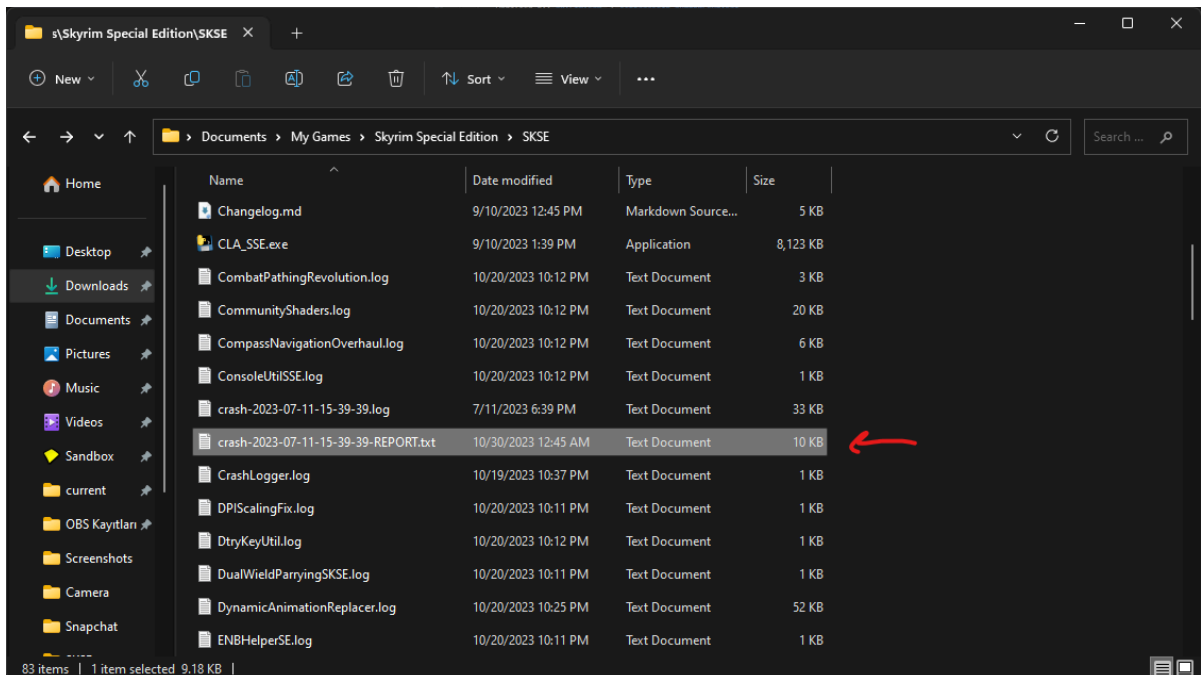 s\Skyrim Special Edition\SKSE
New
Sort
View
Documents > My Games > Skyrim Special Edition > SKSE
Search ...
Home
Desktop
Downloads
Documents
Pictures
Music
Videos
Sandbox
current
OBS Kayıtları
Screenshots
Camera
Snapchat
Name Date modified Type Size
Changelog.md 9/10/2023 12:45 PM Markdown Source... 5 KB
CLA_SSE.exe 9/10/2023 1:39 PM Application 8,123 KB
CombatPathingRevolution.log 10/20/2023 10:12 PM Text Document 3 KB
CommunityShaders.log 10/20/2023 10:12 PM Text Document 20 KB
CompassNavigationOverhaul.log 10/20/2023 10:12 PM Text Document 6 KB
ConsoleUtilSSE.log 10/20/2023 10:12 PM Text Document 1 KB
crash-2023-07-11-15-39-39.log 7/11/2023 6:39 PM Text Document 33 KB
crash-2023-07-11-15-39-39-REPORT.txt 10/30/2023 12:45 AM Text Document 10 KB
CrashLogger.log 10/19/2023 10:37 PM Text Document 1 KB
DPIScalingFix.log 10/20/2023 10:11 PM Text Document 1 KB
DtryKeyUtil.log 10/20/2023 10:12 PM Text Document 1 KB
DualWieldParryingSKSE.log 10/20/2023 10:11 PM Text Document 1 KB
DynamicAnimationReplacer.log 10/20/2023 10:25 PM Text Document 52 KB
ENBHelperSE.log 10/20/2023 10:11 PM Text Document 1 KB
83 items | 1 item selected 9.18 KB |